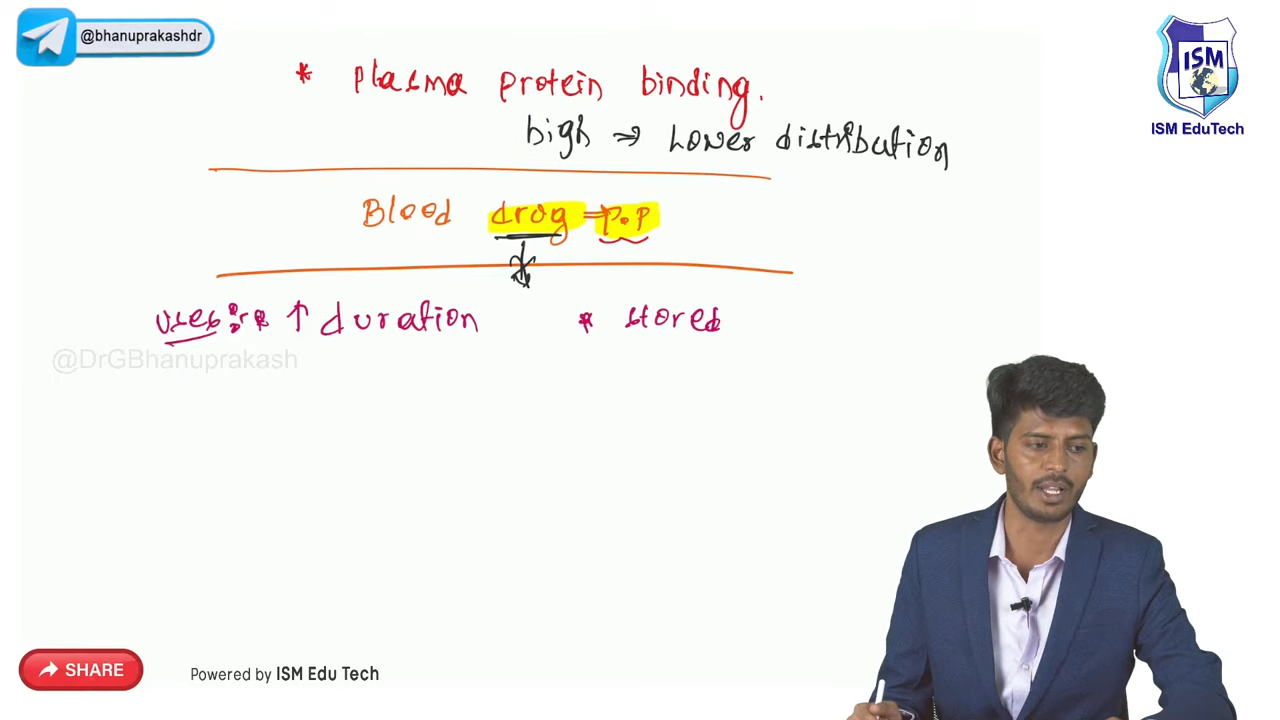 @bhanuprakashdr
ISM
ISM EduTech
* plasma protein binding.
high ⇒ Lower distribution
Blood drug ⇒ p.p
uses:- * ↑ duration * stored
@DrGBhanuprakash
SHARE
Powered by ISM Edu Tech